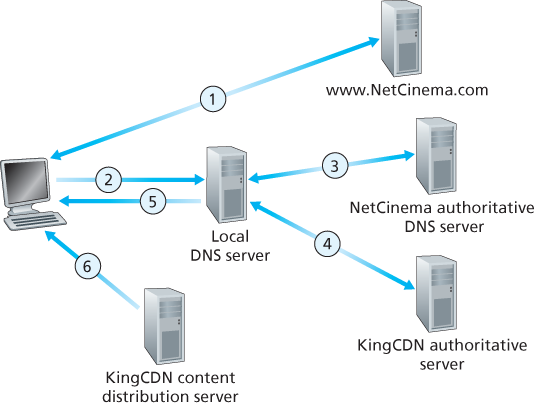 1
www.NetCinema.com
2
3
5
NetCinema authoritative
DNS server
Local
DNS server
4
6
KingCDN authoritative
server
KingCDN content
distribution server